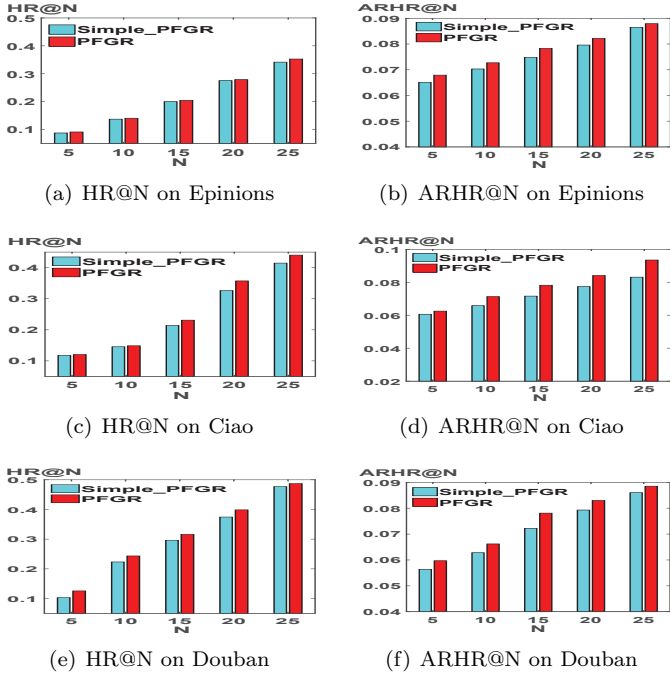 HR@N
0.5
Simple_PFGR
PFGR
0.4
0.3
0.2
0.1
5 10 15 20 25
N
(a) HR@N on Epinions
ARHR@N
0.09
Simple_PFGR
PFGR
0.08
0.07
0.06
0.05
0.04
5 10 15 20 25
N
(b) ARHR@N on Epinions
HR@N
Simple_PFGR
PFGR
0.4
0.3
0.2
0.1
5 10 15 20 25
N
(c) HR@N on Ciao
ARHR@N
0.1
Simple_PFGR
PFGR
0.08
0.06
0.04
0.02
5 10 15 20 25
N
(d) ARHR@N on Ciao
HR@N
0.5
Simple_PFGR
PFGR
0.4
0.3
0.2
0.1
5 10 15 20 25
N
(e) HR@N on Douban
ARHR@N
0.09
Simple_PFGR
PFGR
0.08
0.07
0.06
0.05
0.04
5 10 15 20 25
N
(f) ARHR@N on Douban